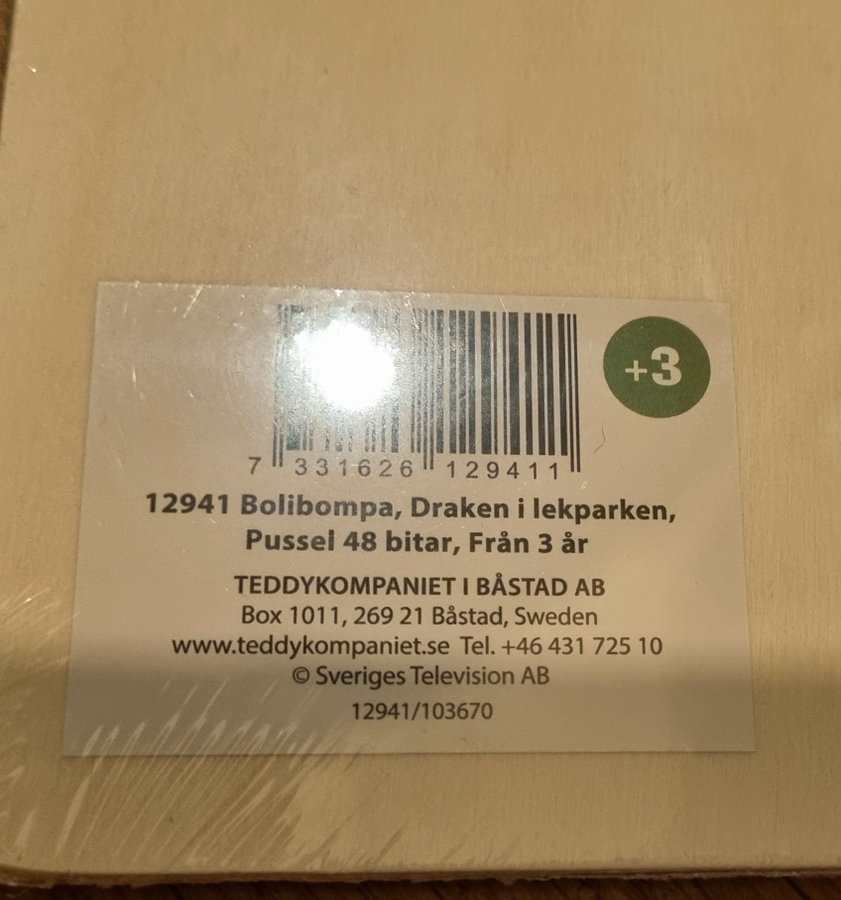 +3
7 331626 129411
12941 Bolibompa, Draken i lekparken,
Pussel 48 bitar, Från 3 år
TEDDYKOMPANIET I BÅSTAD AB
Box 1011, 269 21 Båstad, Sweden
www.teddykompaniet.se Tel. +46 431 725 10
© Sveriges Television AB
12941/103670